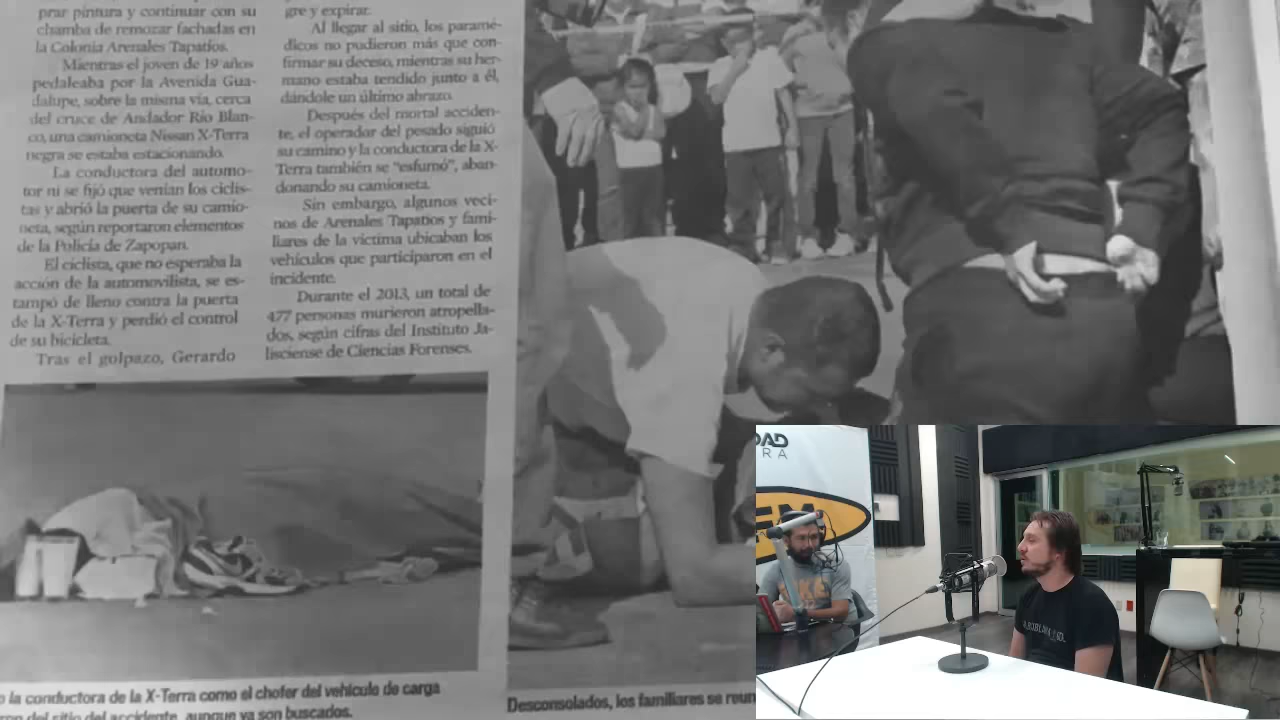 prar pintura y continuar con su
chamba de remozar fachadas en
la Colonia Arenales Tapatíos.
Mientras el joven de 19 años
pedaleaba por la Avenida Gua-
dalupe, sobre la misma vía, cerca
del cruce de Andador Río Blan-
co, una camioneta Nissan X-Terra
negra se estaba estacionando.
La conductora del automo-
tor ni se fijó que venían los ciclis-
tas y abrió la puerta de su camio-
neta, según reportaron elementos
de la Policía de Zapopan.
El ciclista, que no esperaba la
acción de la automovilista, se es-
tampó de lleno contra la puerta
de la X-Terra y perdió el control
de su bicicleta.
Tras el golpazo, Gerardo
gre y expirar.
Al llegar al sitio, los paramé-
dicos no pudieron más que con-
firmar su deceso, mientras su her-
mano estaba tendido junto a él,
dándole un último abrazo.
Después del mortal acciden-
te, el operador del pesado siguió
su camino y la conductora de la X-
Terra también se "esfumó", aban-
donando su camioneta.
Sin embargo, algunos veci-
nos de Arenales Tapatíos y fami-
liares de la víctima ubicaban los
vehículos que participaron en el
incidente.
Durante el 2013, un total de
477 personas murieron atropella-
dos, según cifras del Instituto Ja-
lisciense de Ciencias Forenses.
o la conductora de la X-Terra como el chofer del vehículo de carga
ron del sitio del accidente, aunque ya son buscados.
Desconsolados, los familiares se reun
DAD
RA
FM